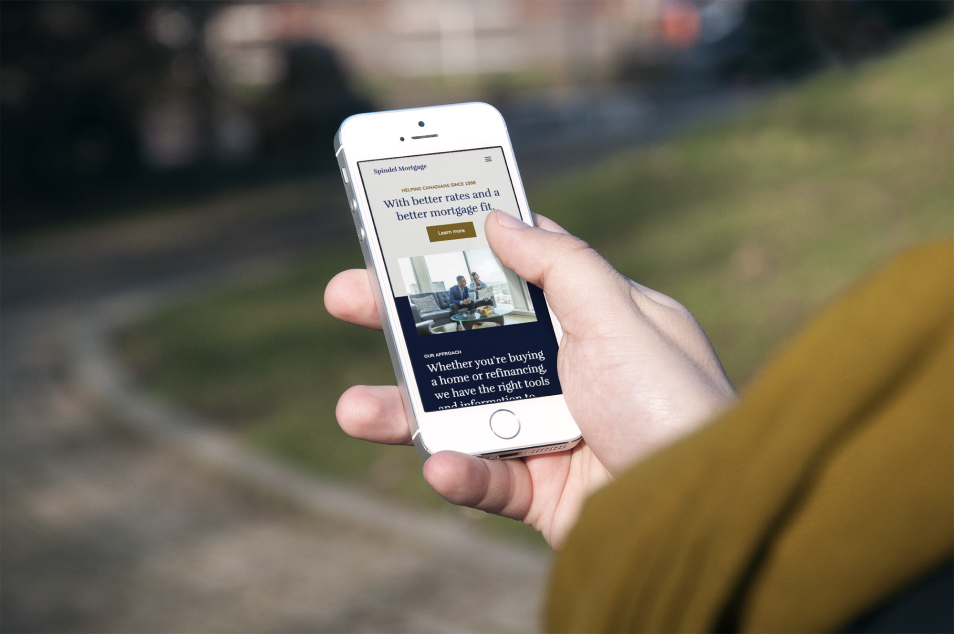 Spindel Mortgage
HELPING CANADIANS SINCE 1998
With better rates and a
better mortgage fit.
Learn more
OUR APPROACH
Whether you're buying
a home or refinancing,
we have the right tools
and information to